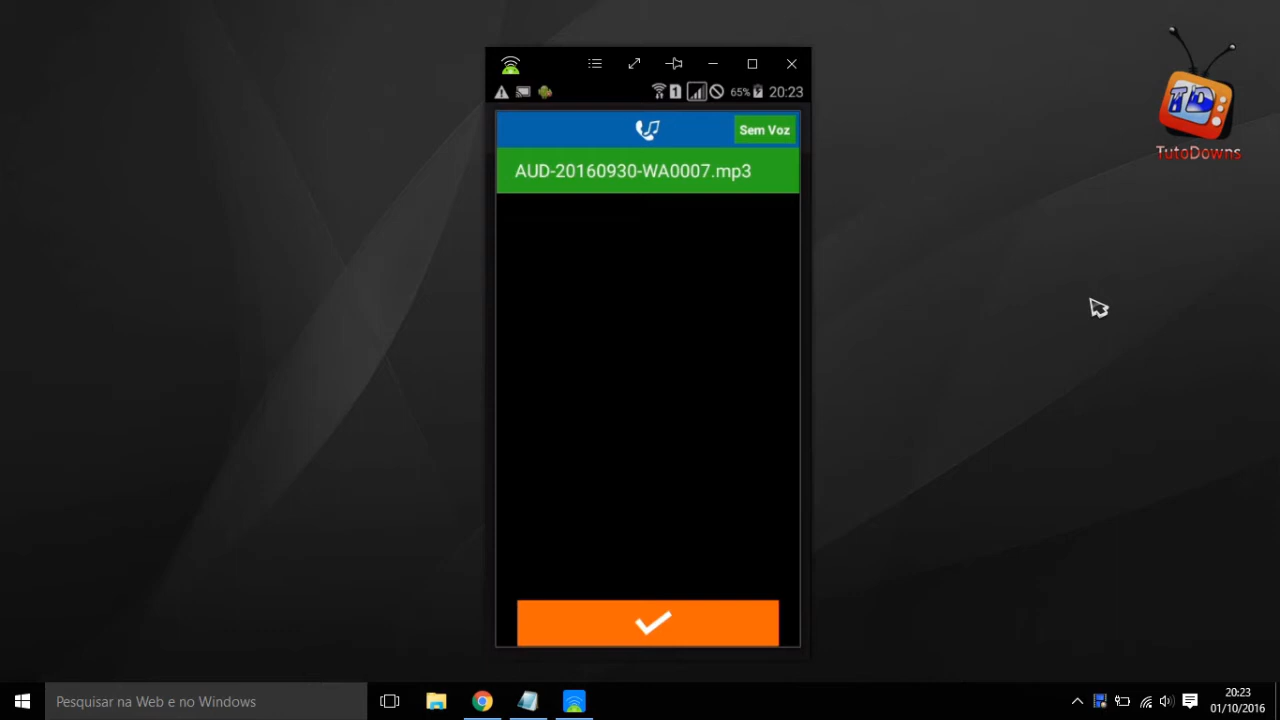 65% 20:23
Sem Voz
AUD-20160930-WA0007.mp3
TD
TutoDowns
Pesquisar na Web e no Windows
20:23
01/10/2016